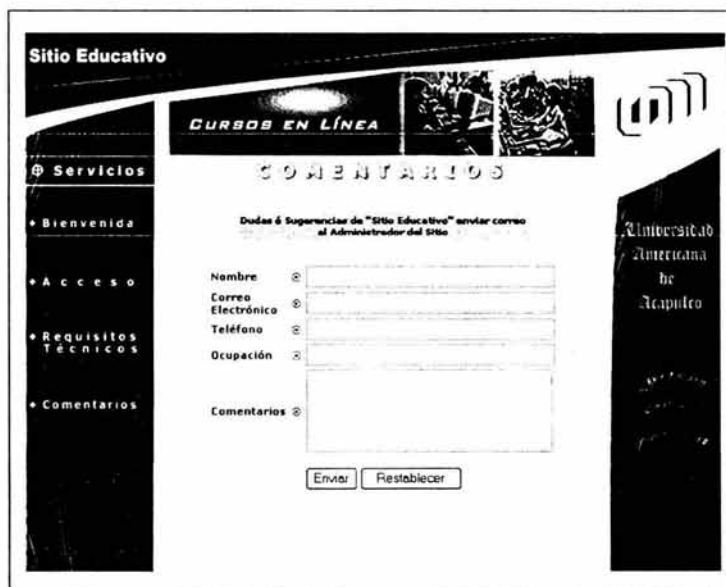 Sitio Educativo
CURSOS EN LÍNEA
Servicios
COMENTARIOS
Bienvenida
Dudas ó Sugerencias de "Sitio Educativo" enviar correo
al Administrador del Sitio
Universidad
Americana
de
Acapulco
Acceso
Nombre
Correo
Electrónico
Teléfono
Requisitos
Técnicos
Ocupación
Comentarios
Comentarios
Enviar Restablecer